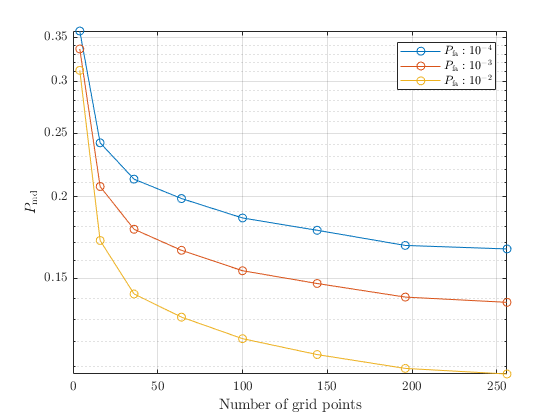 0.35
0.3
0.25
0.2
0.15
P_md
P_fa : 10^-4
P_fa : 10^-3
P_fa : 10^-2
0 50 100 150 200 250
Number of grid points